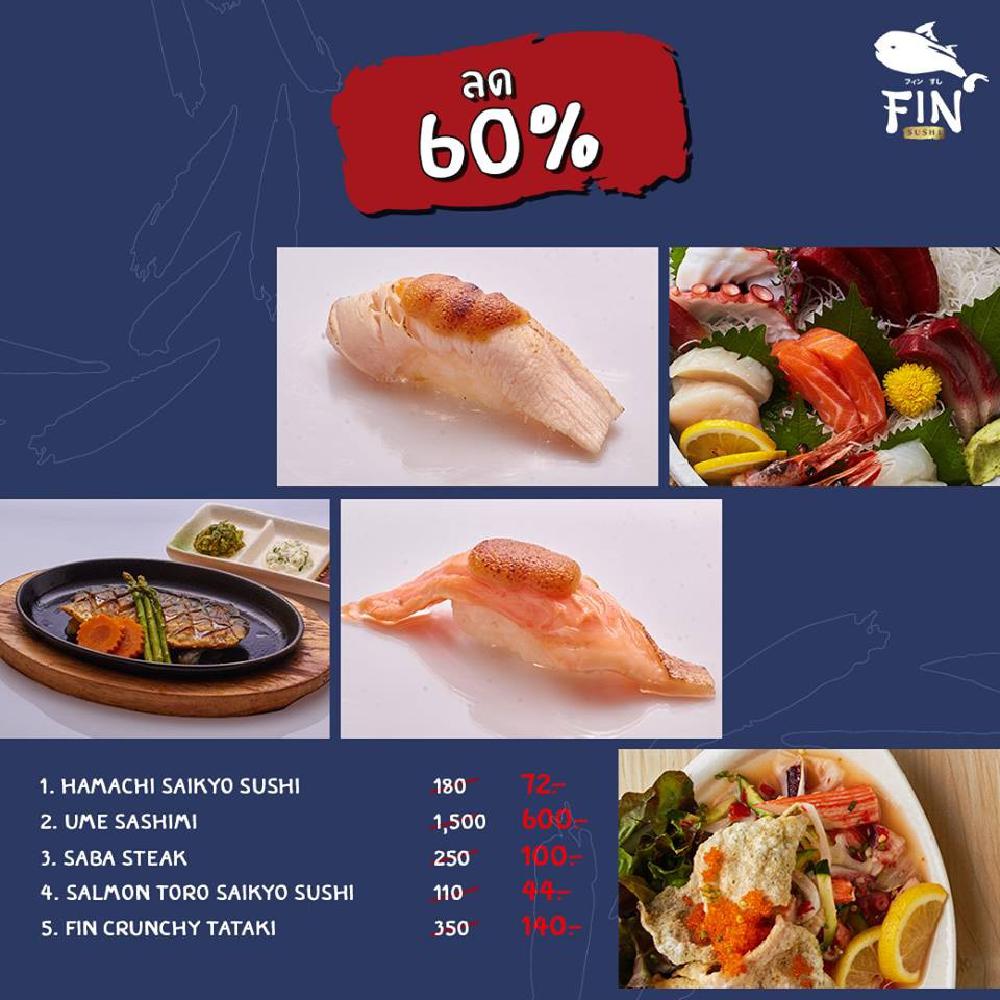 ลด
60%
フィン すし
FIN
SUSHI
1. HAMACHI SAIKYO SUSHI 180 72.-
2. UME SASHIMI 1,500 600.-
3. SABA STEAK 250 100.-
4. SALMON TORO SAIKYO SUSHI 110 44.-
5. FIN CRUNCHY TATAKI 350 140.-